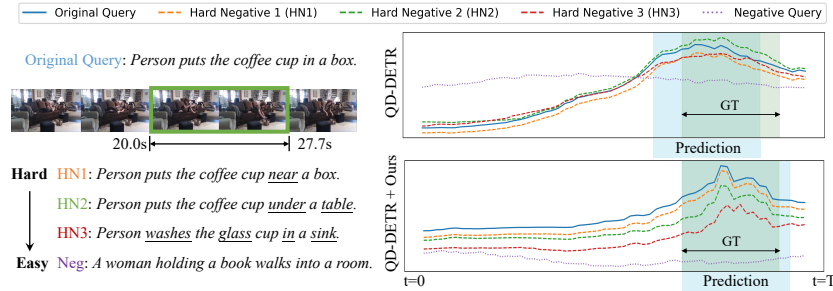 Original Query Hard Negative 1 (HN1) Hard Negative 2 (HN2) Hard Negative 3 (HN3) Negative Query
Original Query: Person puts the coffee cup in a box.
20.0s 27.7s
Hard HN1: Person puts the coffee cup near a box.
HN2: Person puts the coffee cup under a table.
HN3: Person washes the glass cup in a sink.
Easy Neg: A woman holding a book walks into a room.
QD-DETR
GT
Prediction
QD-DETR + Ours
GT
t=0 Prediction t=T